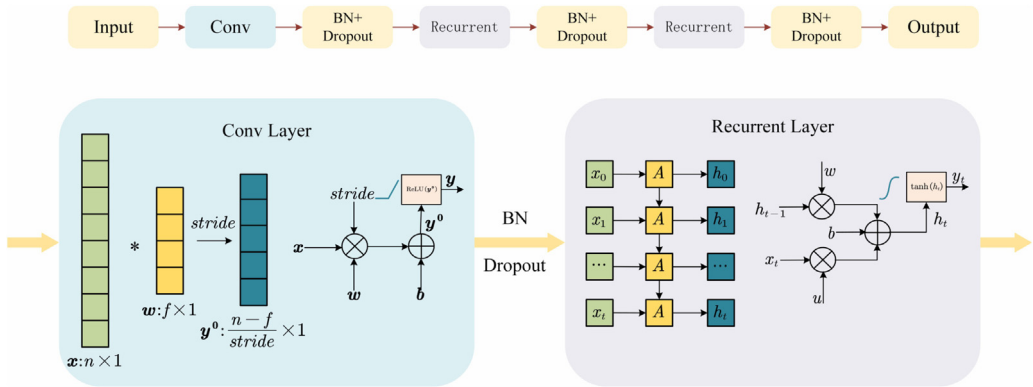 Input
Conv
BN+
Dropout
Recurrent
BN+
Dropout
Recurrent
BN+
Dropout
Output
Conv Layer
x:n×1
*
w:f×1
stride
y⁰:(n−f)/stride×1
stride
ReLU(y⁰)
y
y⁰
x
w
b
BN
Dropout
Recurrent Layer
x₀ A h₀
x₁ A h₁
... A ...
xₜ A hₜ
w
tanh(hₜ)
yₜ
hₜ₋₁
hₜ
b
xₜ
u